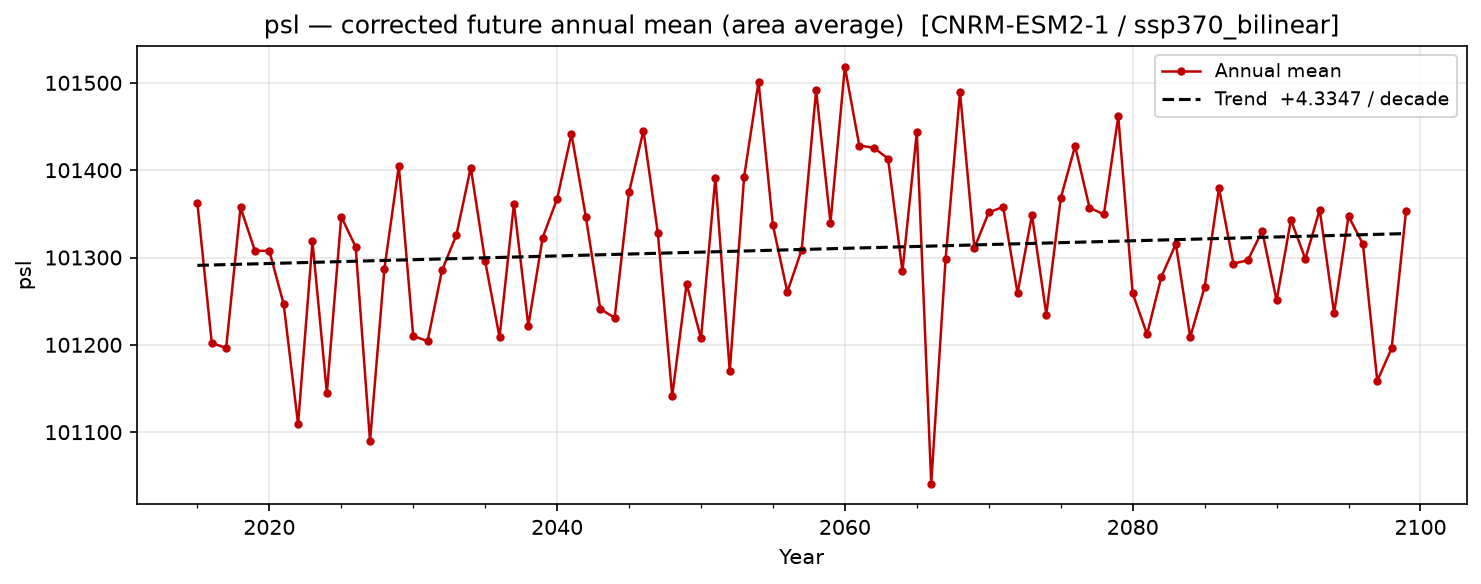 psl — corrected future annual mean (area average)  [CNRM-ESM2-1 / ssp370_bilinear]
Annual mean
Trend  +4.3347 / decade
psl
101500
101400
101300
101200
101100
2020
2040
2060
2080
2100
Year